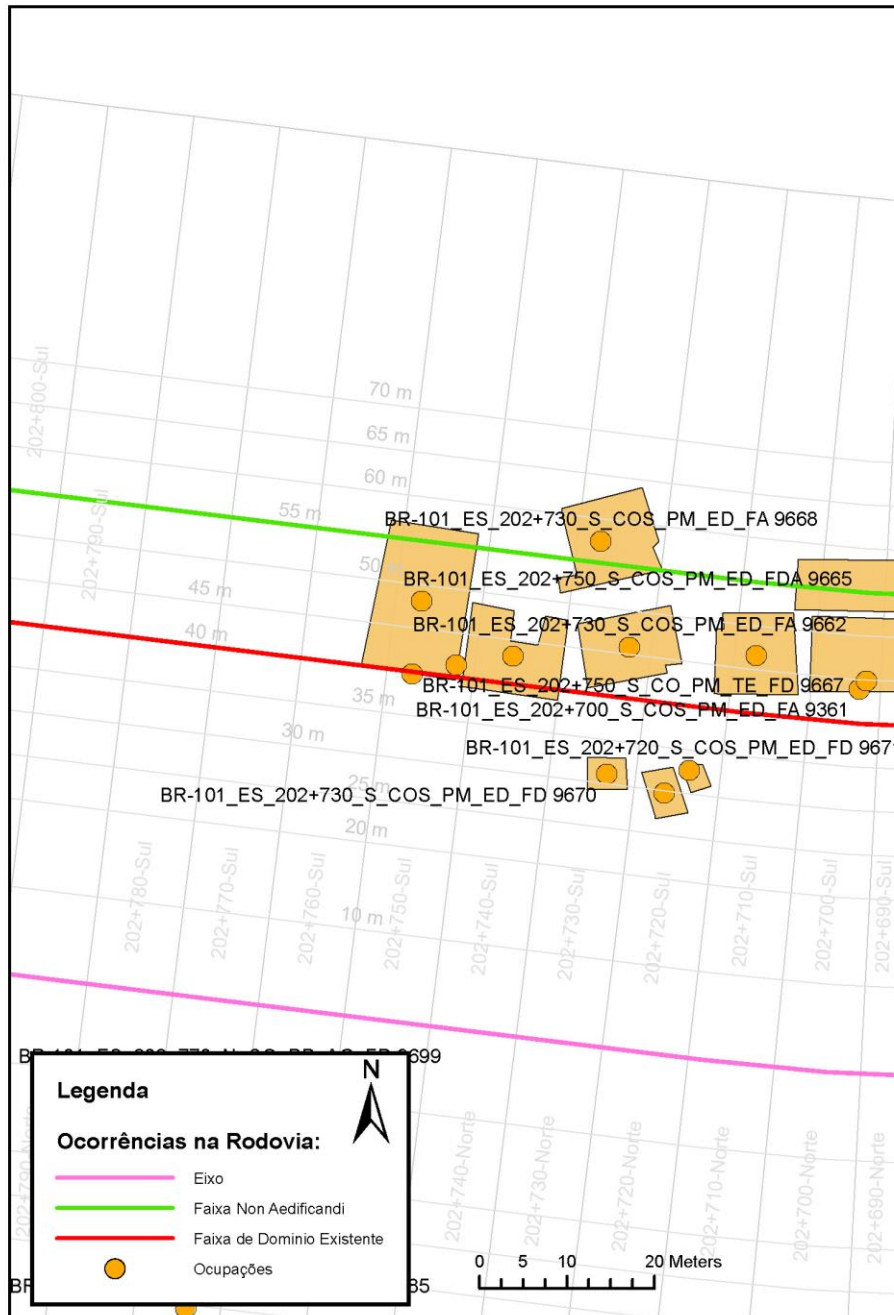 70 m
65 m
60 m
55 m
50 m
45 m
40 m
35 m
30 m
25 m
20 m
10 m
202+800-Sul
202+790-Sul
202+780-Sul
202+770-Sul
202+760-Sul
202+750-Sul
202+740-Sul
202+730-Sul
202+720-Sul
202+710-Sul
202+700-Sul
202+690-Sul
BR-101_ES_202+730_S_COS_PM_ED_FA 9668
BR-101_ES_202+750_S_COS_PM_ED_FDA 9665
BR-101_ES_202+730_S_COS_PM_ED_FA 9662
BR-101_ES_202+750_S_CO_PM_TE_FD 9667
BR-101_ES_202+700_S_COS_PM_ED_FA 9361
BR-101_ES_202+720_S_COS_PM_ED_FD 967
BR-101_ES_202+730_S_COS_PM_ED_FD 9670
202+790-Norte
202+740-Norte
202+730-Norte
202+720-Norte
202+710-Norte
202+700-Norte
202+690-Norte
Legenda
N
Ocorrências na Rodovia:
Eixo
Faixa Non Aedificandi
Faixa de Dominio Existente
Ocupações
0 5 10 20 Meters